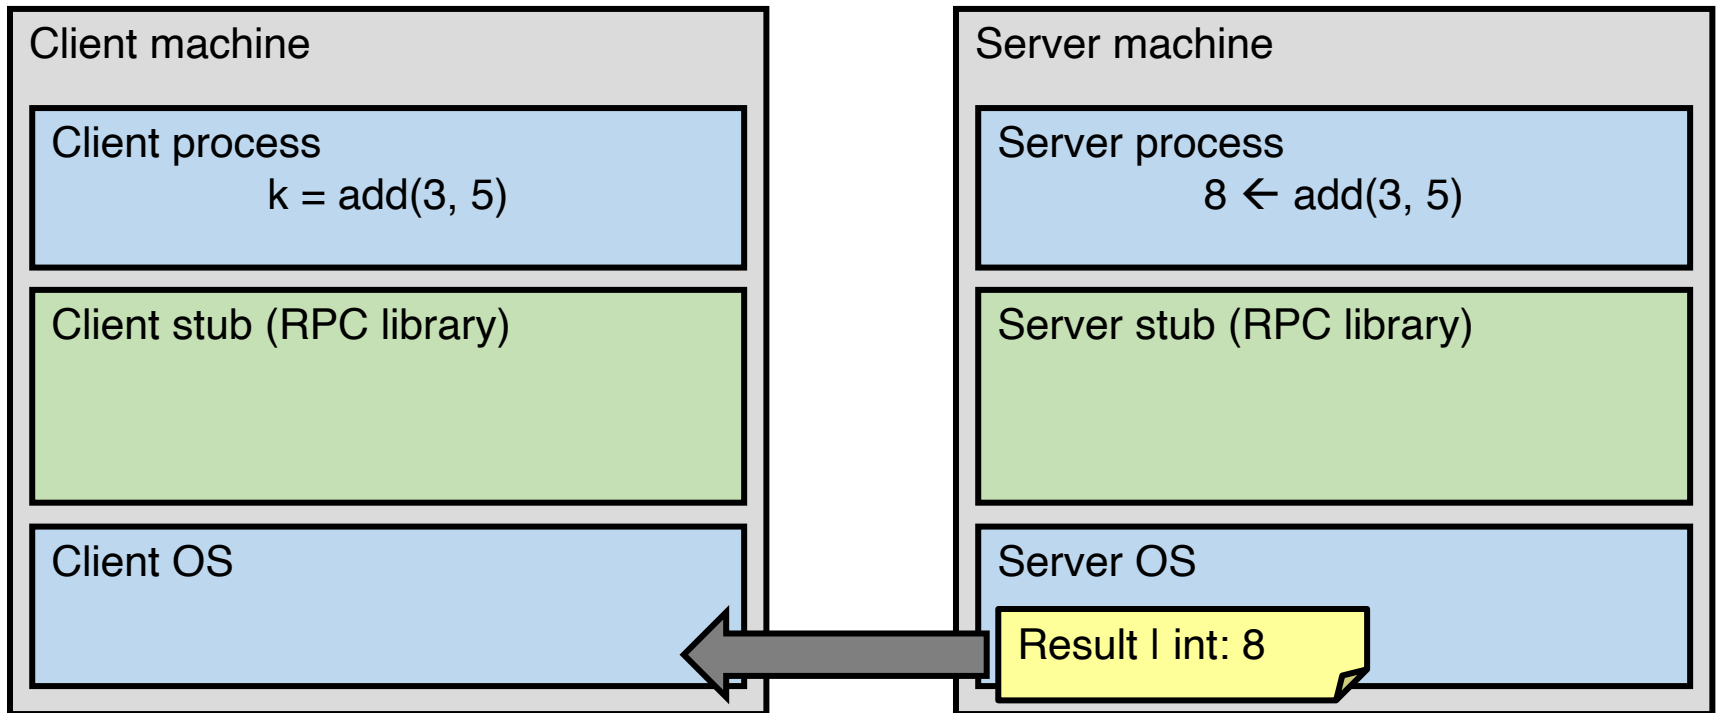 Client machine
Client process
k = add(3, 5)
Client stub (RPC library)
Client OS
Server machine
Server process
8 ← add(3, 5)
Server stub (RPC library)
Server OS
Result | int: 8